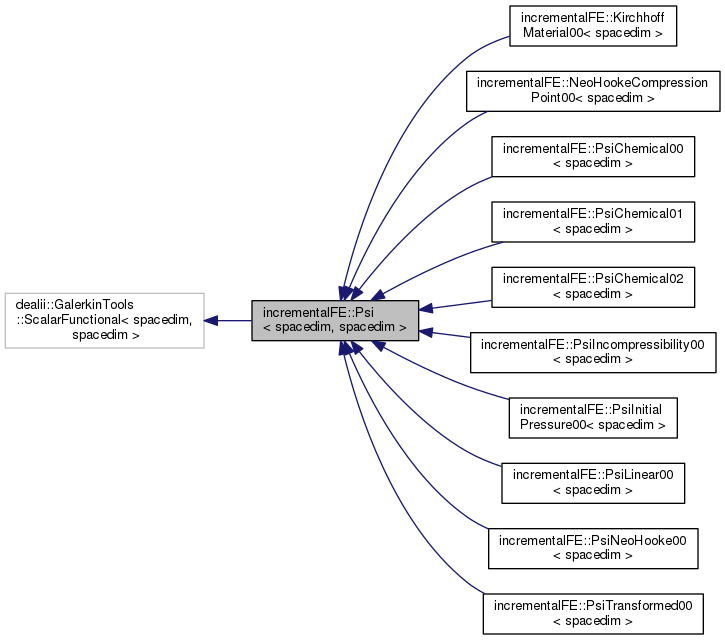 incrementalFE::Kirchhoff
Material00< spacedim >
incrementalFE::NeoHookeCompression
Point00< spacedim >
incrementalFE::PsiChemical00
< spacedim >
incrementalFE::PsiChemical01
< spacedim >
incrementalFE::PsiChemical02
< spacedim >
dealii::GalerkinTools
::ScalarFunctional< spacedim,
spacedim >
incrementalFE::Psi
< spacedim, spacedim >
incrementalFE::PsiIncompressibility00
< spacedim >
incrementalFE::PsiInitial
Pressure00< spacedim >
incrementalFE::PsiLinear00
< spacedim >
incrementalFE::PsiNeoHooke00
< spacedim >
incrementalFE::PsiTransformed00
< spacedim >